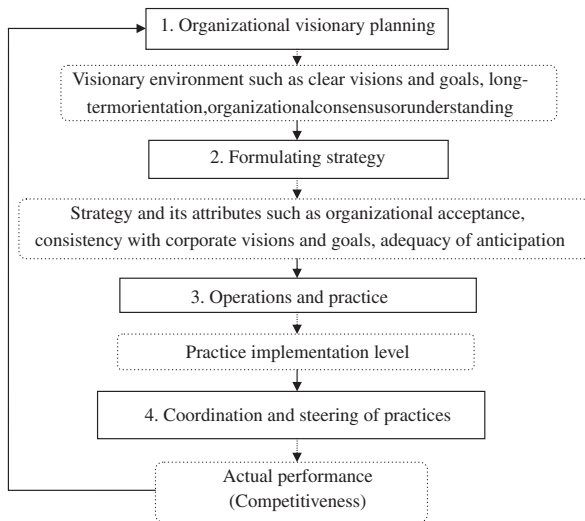 1. Organizational visionary planning
Visionary environment such as clear visions and goals, long-
termorientation,organizationalconsensusorunderstanding
2. Formulating strategy
Strategy and its attributes such as organizational acceptance,
consistency with corporate visions and goals, adequacy of anticipation
3. Operations and practice
Practice implementation level
4. Coordination and steering of practices
Actual performance
(Competitiveness)